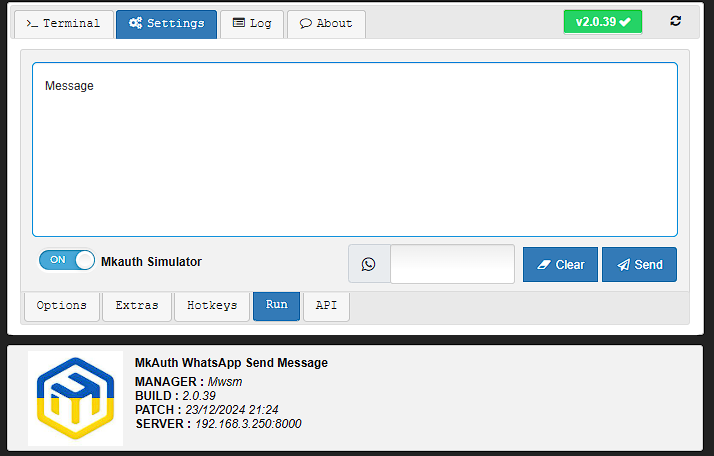 >_ Terminal Settings Log About v2.0.39
Message
ON Mkauth Simulator Clear Send
Options Extras Hotkeys Run API
MkAuth WhatsApp Send Message
MANAGER : Mwsm
BUILD : 2.0.39
PATCH : 23/12/2024 21:24
SERVER : 192.168.3.250:8000